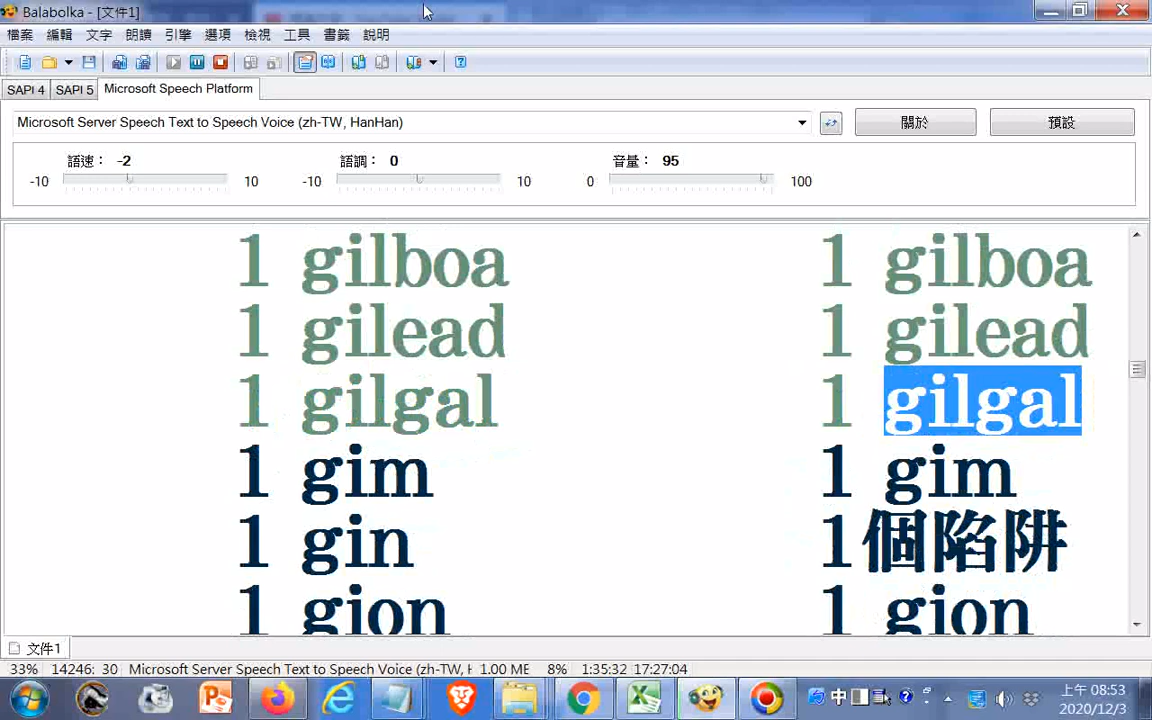 Balabolka - [文件1]
檔案 編輯 文字 朗讀 引擎 選項 檢視 工具 書籤 說明
SAPI 4 SAPI 5 Microsoft Speech Platform
Microsoft Server Speech Text to Speech Voice (zh-TW, HanHan) 關於 預設
語速： -2 語調： 0 音量： 95
-10 10 -10 10 0 100
1 gilboa 1 gilboa
1 gilead 1 gilead
1 gilgal 1 gilgal
1 gim 1 gim
1 gin 1個陷阱
1 gion 1 gion
文件1
33% 14246: 30 Microsoft Server Speech Text to Speech Voice (zh-TW, H 1.00 ME 8% 1:35:32 17:27:04
中 上午 08:53
2020/12/3